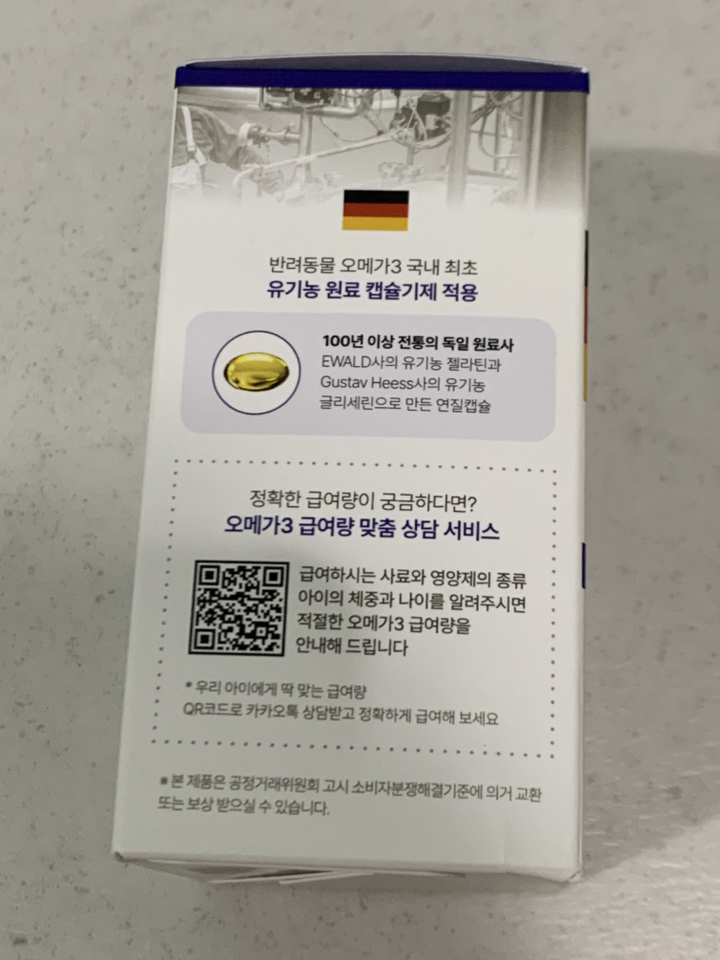 반려동물 오메가3 국내 최초
유기농 원료 캡슐기제 적용
100년 이상 전통의 독일 원료사
EWALD사의 유기농 젤라틴과
Gustav Heess사의 유기농
글리세린으로 만든 연질캡슐
정확한 급여량이 궁금하다면?
오메가3 급여량 맞춤 상담 서비스
급여하시는 사료와 영양제의 종류
아이의 체중과 나이를 알려주시면
적절한 오메가3 급여량을
안내해 드립니다
* 우리 아이에게 딱 맞는 급여량
QR코드로 카카오톡 상담받고 정확하게 급여해 보세요
※ 본 제품은 공정거래위원회 고시 소비자분쟁해결기준에 의거 교환
또는 보상 받으실 수 있습니다.